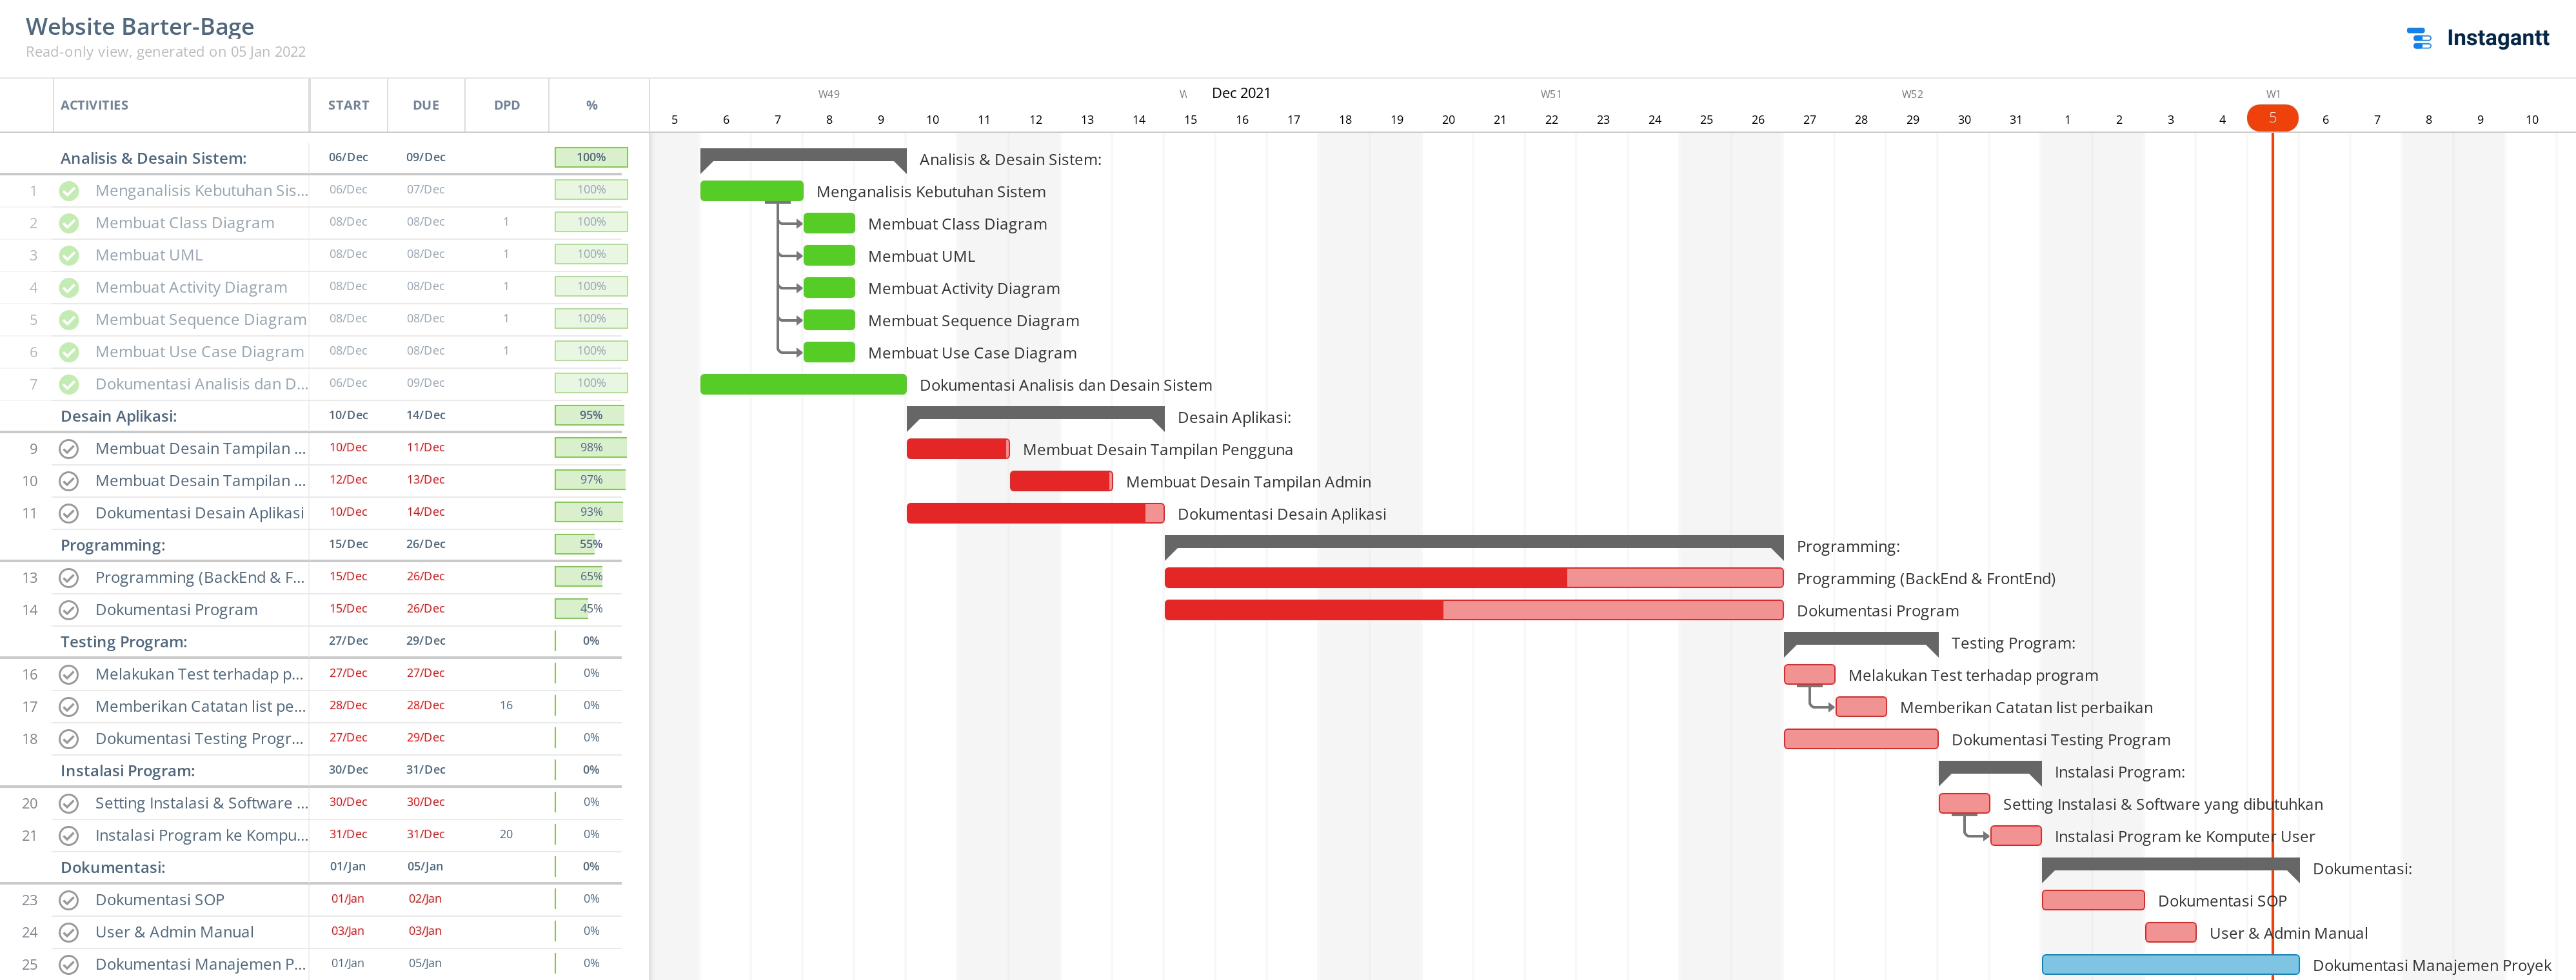 Website Barter-Bage
Read-only view, generated on 05 Jan 2022
Instagantt
ACTIVITIES START DUE DPD %
W49 W Dec 2021 W51 W52 W1
5 6 7 8 9 10 11 12 13 14 15 16 17 18 19 20 21 22 23 24 25 26 27 28 29 30 31 1 2 3 4 5 6 7 8 9 10
Analisis & Desain Sistem: 06/Dec 09/Dec 100% Analisis & Desain Sistem:
1 Menganalisis Kebutuhan Sis... 06/Dec 07/Dec 100% Menganalisis Kebutuhan Sistem
2 Membuat Class Diagram 08/Dec 08/Dec 1 100% Membuat Class Diagram
3 Membuat UML 08/Dec 08/Dec 1 100% Membuat UML
4 Membuat Activity Diagram 08/Dec 08/Dec 1 100% Membuat Activity Diagram
5 Membuat Sequence Diagram 08/Dec 08/Dec 1 100% Membuat Sequence Diagram
6 Membuat Use Case Diagram 08/Dec 08/Dec 1 100% Membuat Use Case Diagram
7 Dokumentasi Analisis dan D... 06/Dec 09/Dec 100% Dokumentasi Analisis dan Desain Sistem
Desain Aplikasi: 10/Dec 14/Dec 95% Desain Aplikasi:
9 Membuat Desain Tampilan ... 10/Dec 11/Dec 98% Membuat Desain Tampilan Pengguna
10 Membuat Desain Tampilan ... 12/Dec 13/Dec 97% Membuat Desain Tampilan Admin
11 Dokumentasi Desain Aplikasi 10/Dec 14/Dec 93% Dokumentasi Desain Aplikasi
Programming: 15/Dec 26/Dec 55% Programming:
13 Programming (BackEnd & F... 15/Dec 26/Dec 65% Programming (BackEnd & FrontEnd)
14 Dokumentasi Program 15/Dec 26/Dec 45% Dokumentasi Program
Testing Program: 27/Dec 29/Dec 0% Testing Program:
16 Melakukan Test terhadap p... 27/Dec 27/Dec 0% Melakukan Test terhadap program
17 Memberikan Catatan list pe... 28/Dec 28/Dec 16 0% Memberikan Catatan list perbaikan
18 Dokumentasi Testing Progr... 27/Dec 29/Dec 0% Dokumentasi Testing Program
Instalasi Program: 30/Dec 31/Dec 0% Instalasi Program:
20 Setting Instalasi & Software ... 30/Dec 30/Dec 0% Setting Instalasi & Software yang dibutuhkan
21 Instalasi Program ke Kompu... 31/Dec 31/Dec 20 0% Instalasi Program ke Komputer User
Dokumentasi: 01/Jan 05/Jan 0% Dokumentasi:
23 Dokumentasi SOP 01/Jan 02/Jan 0% Dokumentasi SOP
24 User & Admin Manual 03/Jan 03/Jan 0% User & Admin Manual
25 Dokumentasi Manajemen P... 01/Jan 05/Jan 0% Dokumentasi Manajemen Proyek